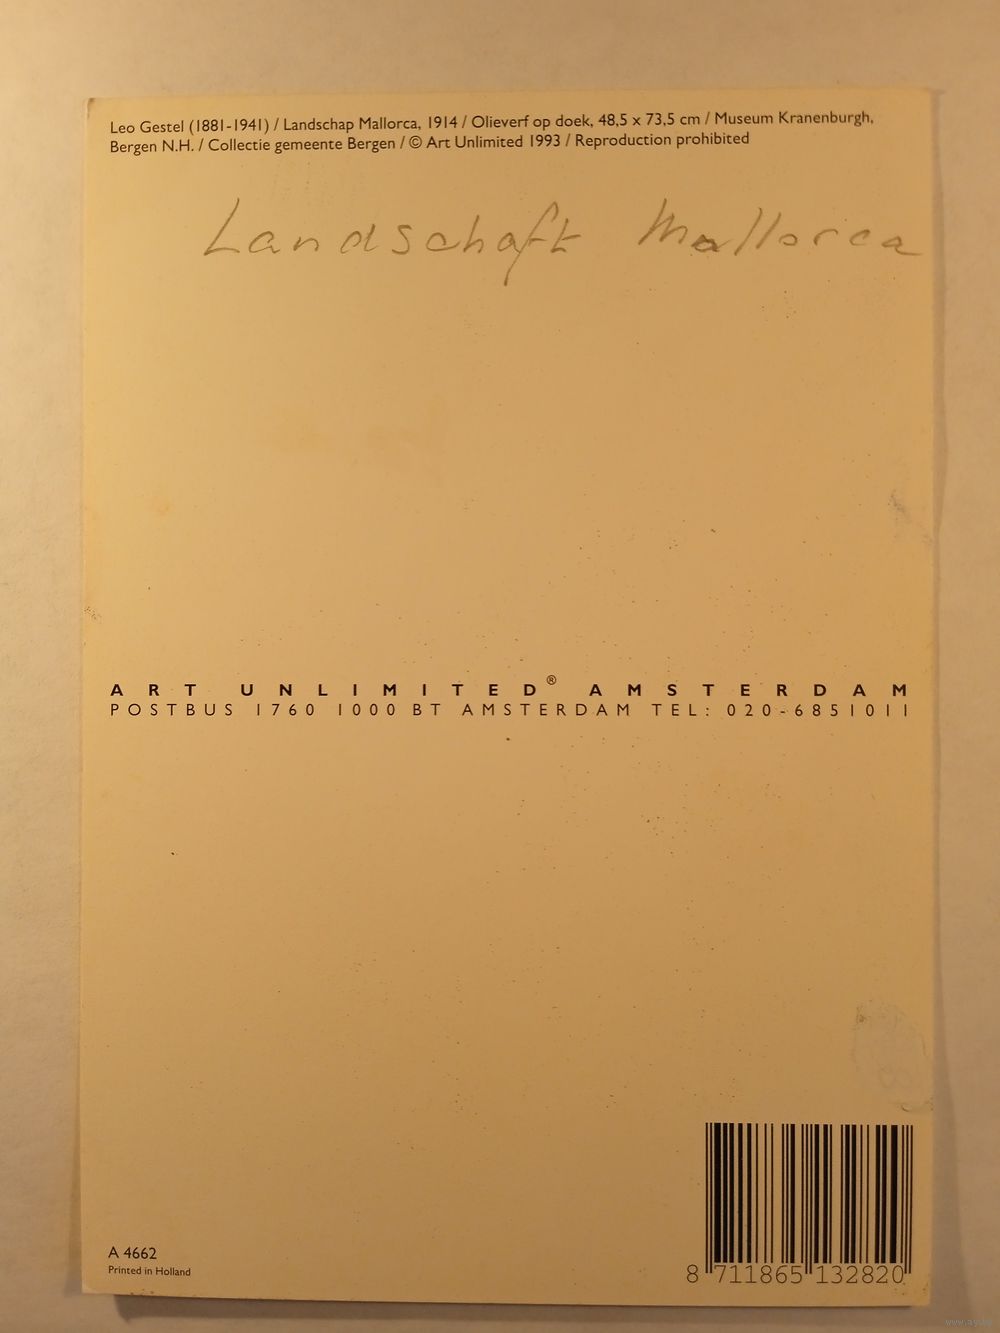 Leo Gestel (1881-1941) / Landschap Mallorca, 1914 / Olieverf op doek, 48,5 x 73,5 cm / Museum Kranenburgh,
Bergen N.H. / Collectie gemeente Bergen / © Art Unlimited 1993 / Reproduction prohibited
Landschaft Mallorca
ART UNLIMITED® AMSTERDAM
POSTBUS 1760 1000 BT AMSTERDAM TEL: 020-6851011
A 4662
Printed in Holland
8 711865 132820